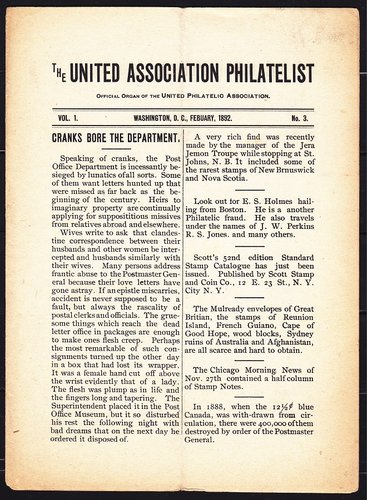 THE UNITED ASSOCIATION PHILATELIST
OFFICIAL ORGAN OF THE UNITED PHILATELIC ASSOCIATION.
VOL. 1. WASHINGTON, D. C., FEBUARY, 1892. No. 3.
CRANKS BORE THE DEPARTMENT.
Speaking of cranks, the Post
Office Department is incessantly be-
sieged by lunatics of all sorts. Some
of them want letters hunted up that
were missed as far back as the be-
ginning of the century. Heirs to
imaginary property are continually
applying for supposititious missives
from relatives abroad and elsewhere.
Wives write to ask that clandes-
tine correspondence between their
husbands and other women be inter-
cepted and husbands similarly with
their wives. Many persons address
frantic abuse to the Postmaster Gen-
eral because their love letters have
gone astray. If an epistle miscarries,
accident is never supposed to be a
fault, but always the rascality of
postal clerks and officials. The grue-
some things which reach the dead
letter office in packages are enough
to make ones flesh creep. Perhaps
the most remarkable of such con-
signments turned up the other day
in a box that had lost its wrapper.
It was a female hand cut off above
the wrist evidently that of a lady.
The flesh was plump as in life and
the fingers long and tapering. The
Superintendent placed it in the Post
Office Museum, but it so disturbed
his rest the following night with
bad dreams that on the next day he
ordered it disposed of.
A very rich find was recently
made by the manager of the Jera
Jemon Troupe while stopping at St.
Johns, N. B. It included some of
the rarest stamps of New Brnuswick
and Nova Scotia.
Look out for E. S. Holmes hail-
ing from Boston. He is a another
Philatelic fraud. He also travels
under the names of J. W. Perkins
R. S. Jones. and many others.
Scott's 52nd edition Standard
Stamp Catalogue has just been
issued. Published by Scott Stamp
and Coin Co., 12 E. 23 St., N. Y.
City N. Y.
The Mulready envelopes of Great
Britian, the stamps of Reunion
Island, French Guiano, Cape of
Good Hope, wood blocks, Sydney
ruins of Australia and Afghanistan,
are all scarce and hard to obtain.
The Chicago Morning News of
Nov. 27th contained a half column
of Stamp Notes.
In 1888, when the 12½¢ blue
Canada, was with-drawn from cir-
culation, there were 400,000 of them
destroyed by order of the Postmaster
General.